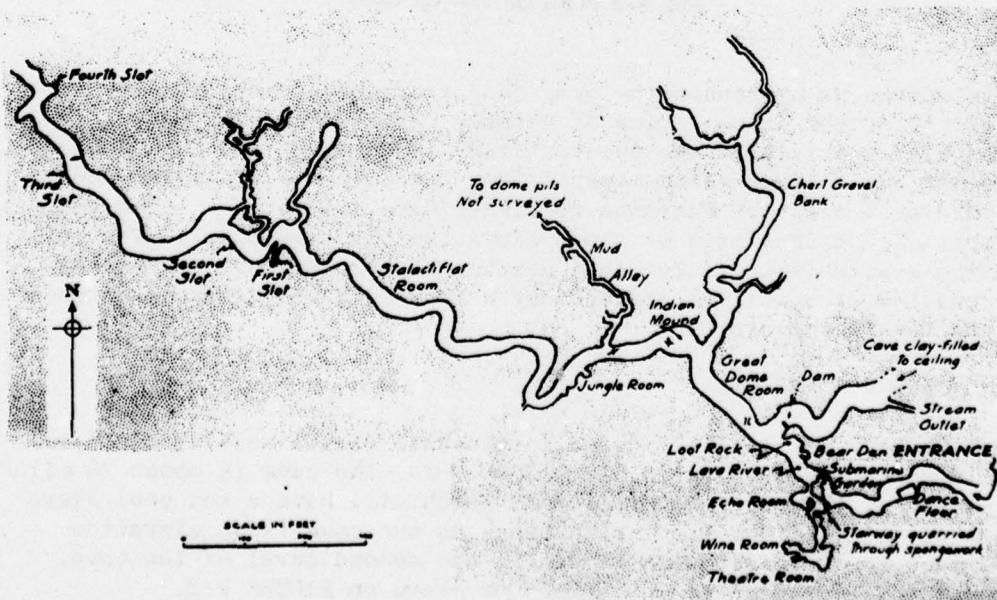 Fourth Slot
Third
Slot
Second
Slot
First
Slot
Stalactiflat
Room
To dome pits
Not surveyed
Mud
Alley
Indian
Mound
Jungle Room
Chert Gravel
Bank
Great
Dome
Room
Dam
Cave clay-filled
to ceiling
Stream
Outlet
Loot Rock
Bear Den
ENTRANCE
Lava River
Submarine
Garden
Echo Room
Dance
Floor
Stairway quarried
through spongework
Wine Room
Theatre Room
N
SCALE IN FEET
0